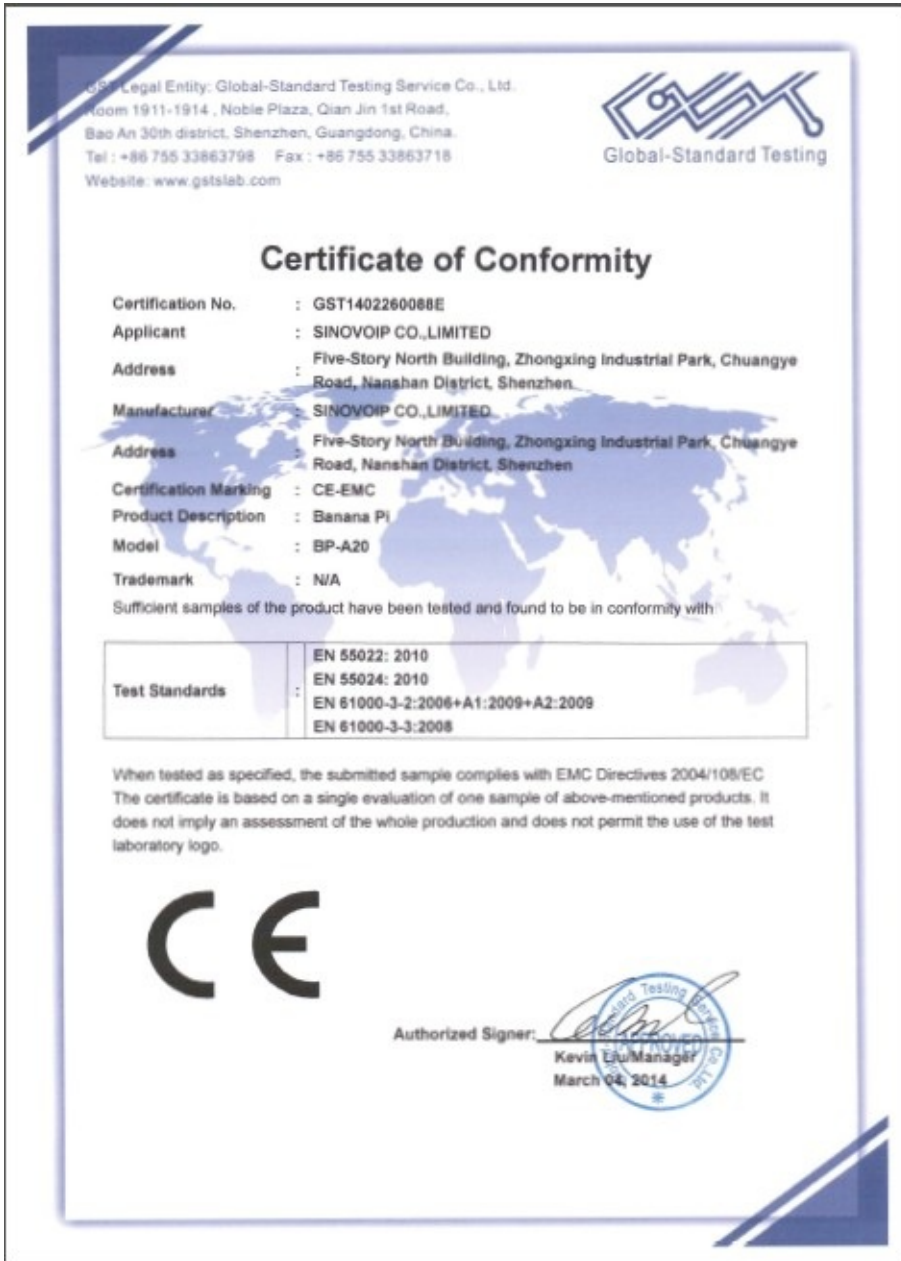 GST Legal Entity: Global-Standard Testing Service Co., Ltd.
Room 1911-1914 , Noble Plaza, Qian Jin 1st Road,
Bao An 30th district, Shenzhen, Guangdong, China.
Tel : +86 755 33863798 Fax : +86 755 33863718
Website: www.gstslab.com
GST
Global-Standard Testing
Certificate of Conformity
Certification No. : GST1402260088E
Applicant : SINOVOIP CO.,LIMITED
Address : Five-Story North Building, Zhongxing Industrial Park, Chuangye
Road, Nanshan District, Shenzhen
Manufacturer : SINOVOIP CO.,LIMITED
Address : Five-Story North Building, Zhongxing Industrial Park, Chuangye
Road, Nanshan District, Shenzhen
Certification Marking : CE-EMC
Product Description : Banana Pi
Model : BP-A20
Trademark : N/A
Sufficient samples of the product have been tested and found to be in conformity with
Test Standards : EN 55022: 2010
EN 55024: 2010
EN 61000-3-2:2006+A1:2009+A2:2009
EN 61000-3-3:2008
When tested as specified, the submitted sample complies with EMC Directives 2004/108/EC
The certificate is based on a single evaluation of one sample of above-mentioned products. It
does not imply an assessment of the whole production and does not permit the use of the test
laboratory logo.
CE
Authorized Signer:
Kevin Liu/Manager
March 04, 2014
Standard Testing Service Co.,Ltd.
APPROVED